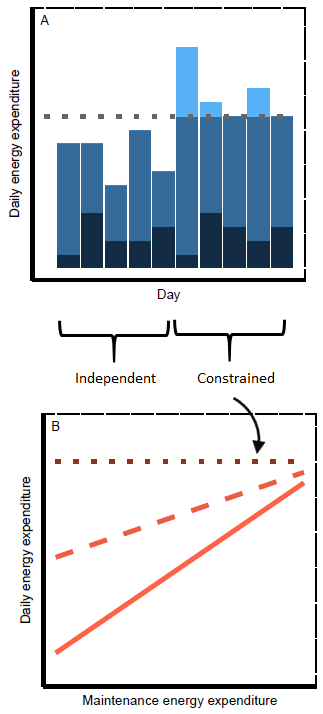 A
Daily energy expenditure
Day
Independent
Constrained
B
Daily energy expenditure
Maintenance energy expenditure